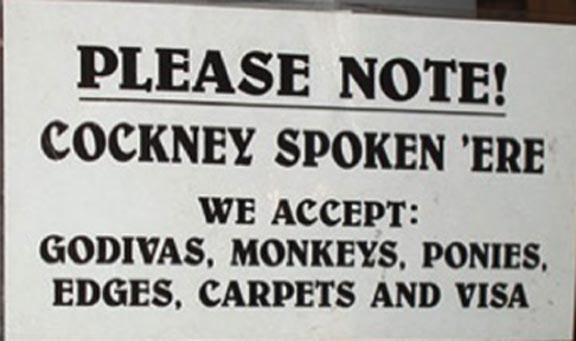 PLEASE NOTE!
COCKNEY SPOKEN 'ERE
WE ACCEPT:
GODIVAS, MONKEYS, PONIES,
EDGES, CARPETS AND VISA